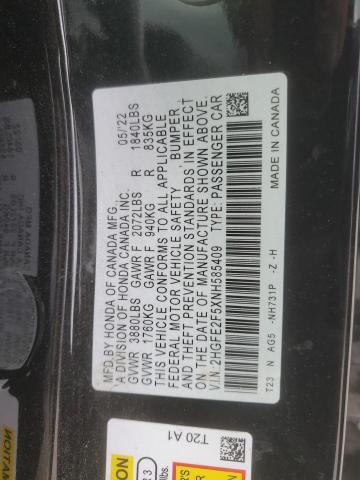 MFD. BY HONDA OF CANADA MFG.
A DIVISION OF HONDA CANADA INC. 05/'22
GVWR 3880LBS GAWR F 2072LBS R 1840LBS
GVWR 1760KG GAWR F 940KG R 835KG
THIS VEHICLE CONFORMS TO ALL APPLICABLE
FEDERAL MOTOR VEHICLE SAFETY, BUMPER,
AND THEFT PREVENTION STANDARDS IN EFFECT
ON THE DATE OF MANUFACTURE SHOWN ABOVE.
VIN: 2HGFE2F5XNH585409 TYPE: PASSENGER CAR
T23 N AG5 -NH731P -Z -H
MADE IN CANADA
T20 A1